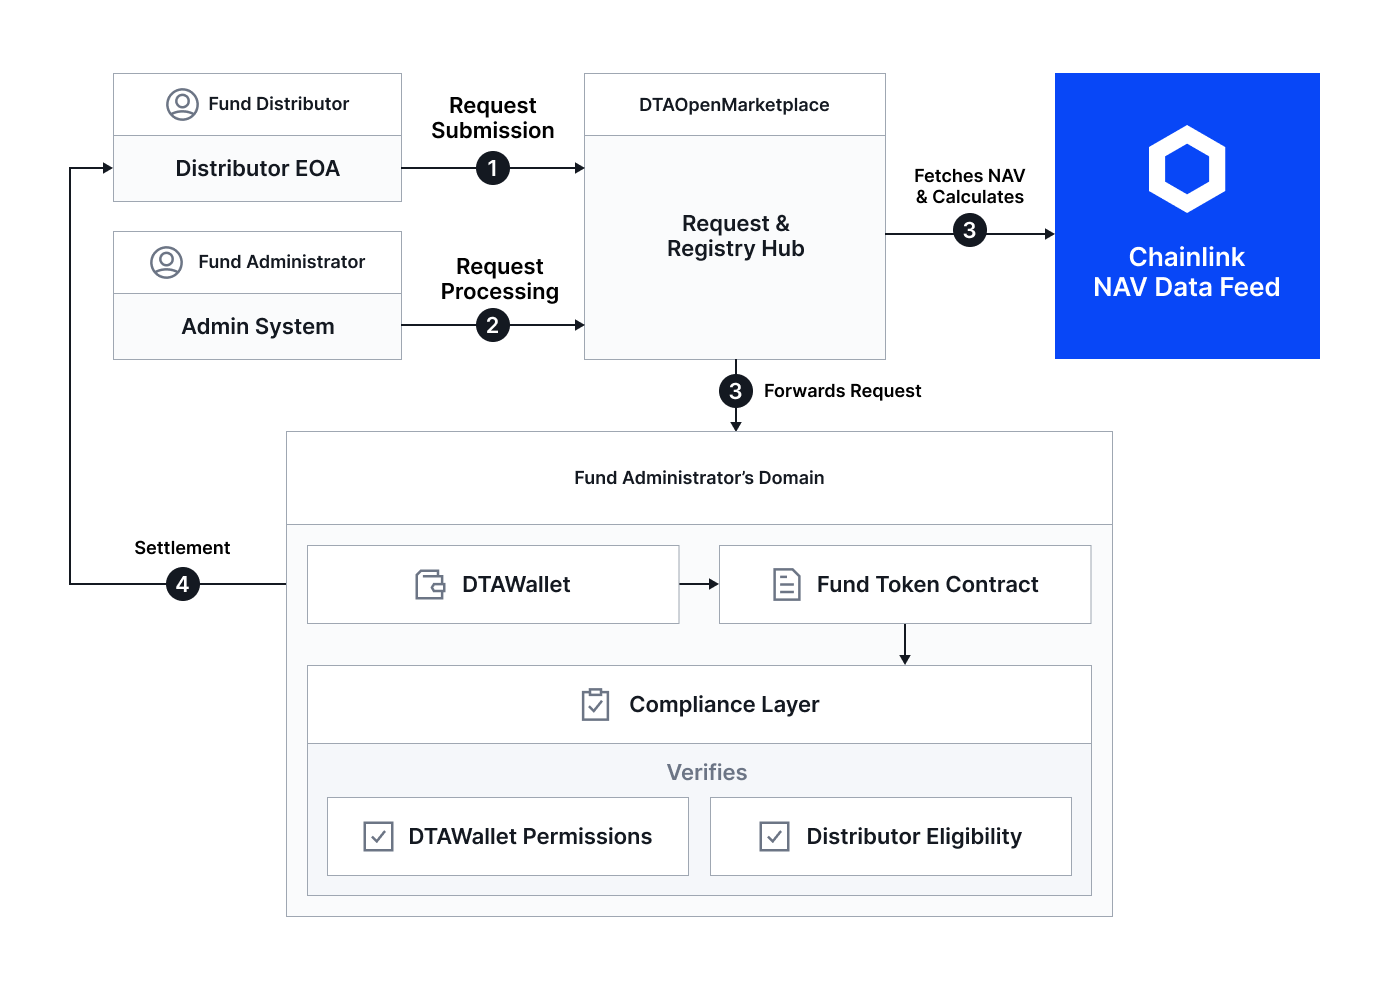 Fund Distributor
Distributor EOA
Request
Submission
1
DTAOpenMarketplace
Request &
Registry Hub
Fetches NAV
& Calculates
3
Chainlink
NAV Data Feed
Fund Administrator
Admin System
Request
Processing
2
3
Forwards Request
Fund Administrator’s Domain
Settlement
4
DTAWallet
Fund Token Contract
Compliance Layer
Verifies
DTAWallet Permissions
Distributor Eligibility